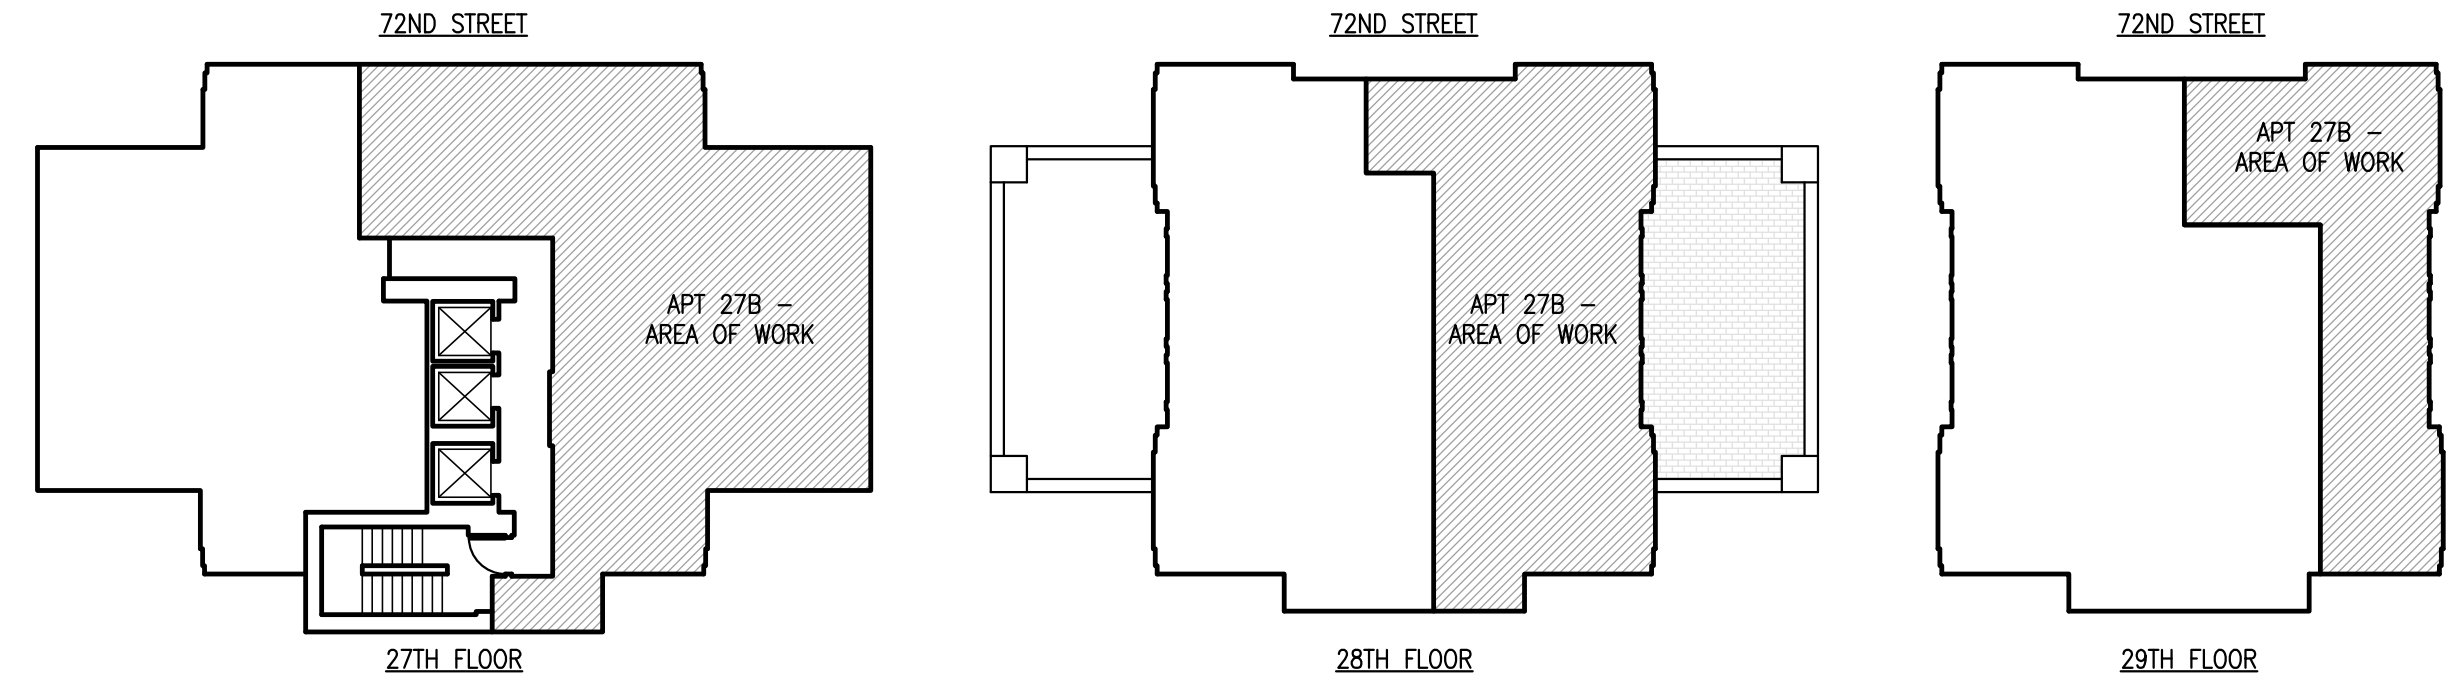 72ND STREET
APT 27B -
AREA OF WORK
27TH FLOOR
72ND STREET
APT 27B -
AREA OF WORK
28TH FLOOR
72ND STREET
APT 27B -
AREA OF WORK
29TH FLOOR